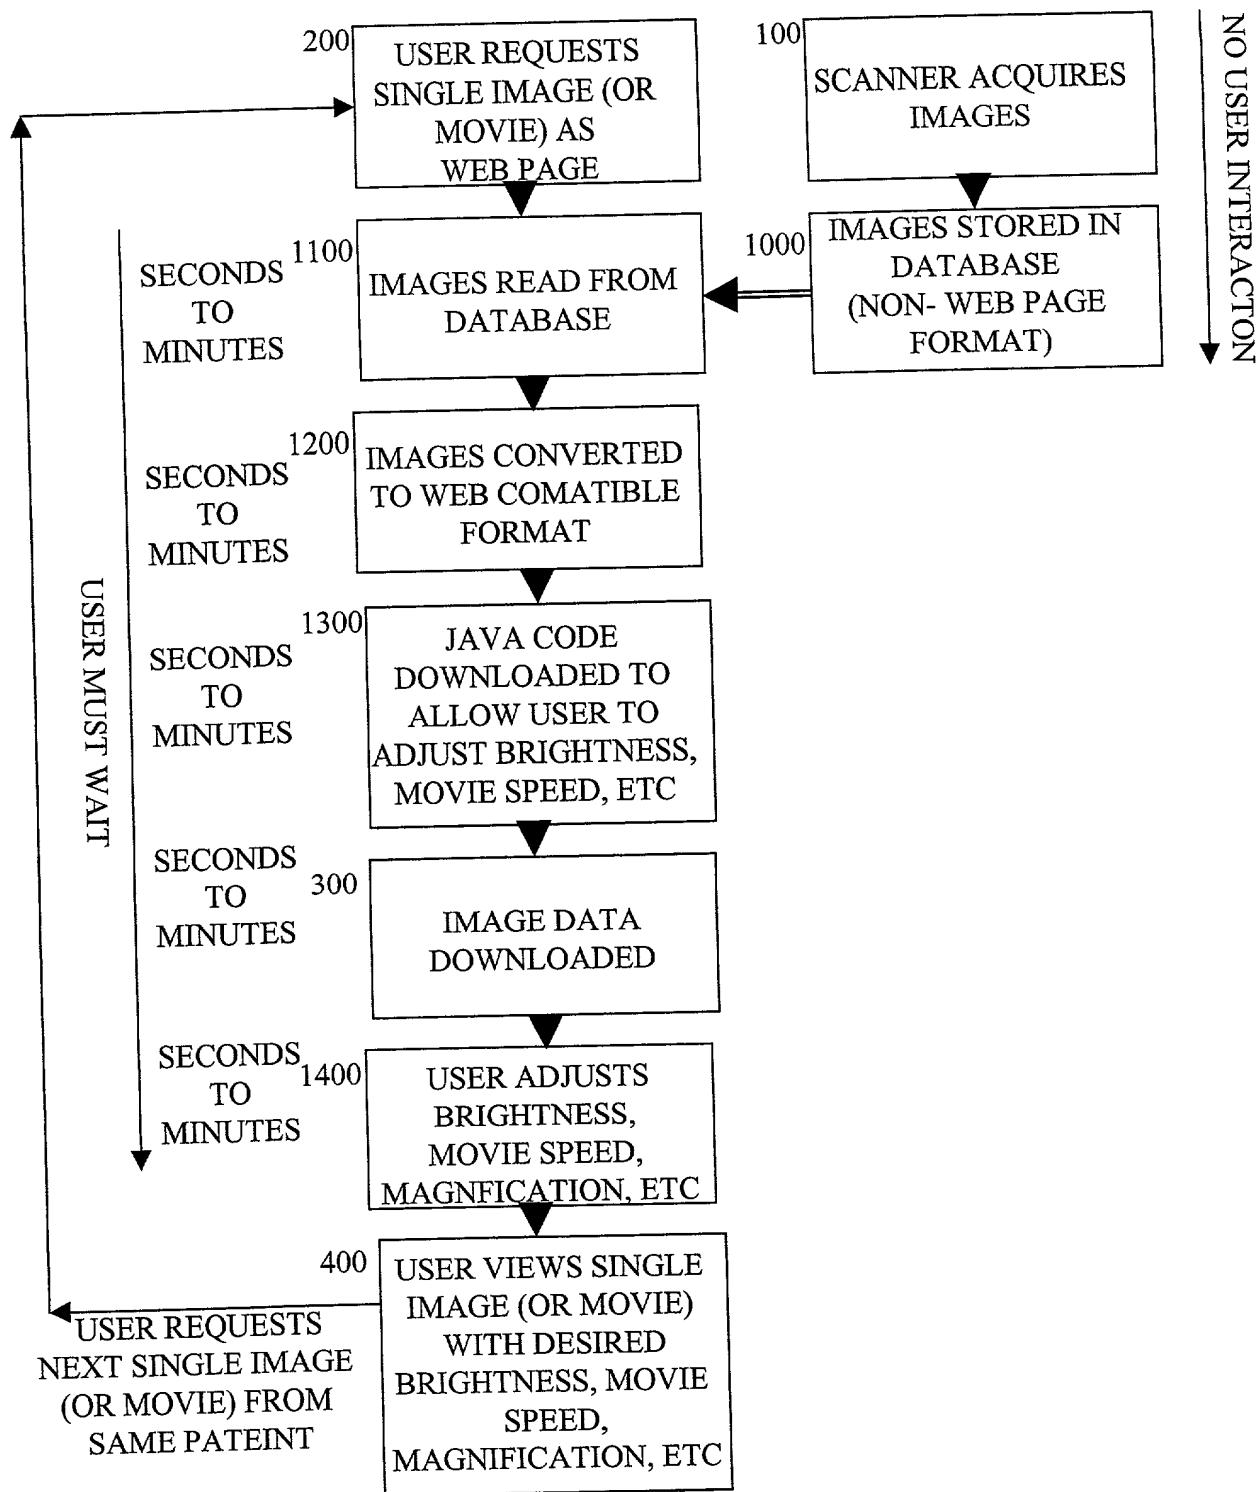 200
USER REQUESTS
SINGLE IMAGE (OR
MOVIE) AS
WEB PAGE
100
SCANNER ACQUIRES
IMAGES
NO USER INTERACTON
SECONDS
TO
MINUTES
1100
IMAGES READ FROM
DATABASE
1000
IMAGES STORED IN
DATABASE
(NON- WEB PAGE
FORMAT)
SECONDS
TO
MINUTES
1200
IMAGES CONVERTED
TO WEB COMATIBLE
FORMAT
USER MUST WAIT
SECONDS
TO
MINUTES
1300
JAVA CODE
DOWNLOADED TO
ALLOW USER TO
ADJUST BRIGHTNESS,
MOVIE SPEED, ETC
SECONDS
TO
MINUTES
300
IMAGE DATA
DOWNLOADED
SECONDS
TO
MINUTES
1400
USER ADJUSTS
BRIGHTNESS,
MOVIE SPEED,
MAGNFICATION, ETC
400
USER VIEWS SINGLE
IMAGE (OR MOVIE)
WITH DESIRED
BRIGHTNESS, MOVIE
SPEED,
MAGNIFICATION, ETC
USER REQUESTS
NEXT SINGLE IMAGE
(OR MOVIE) FROM
SAME PATEINT